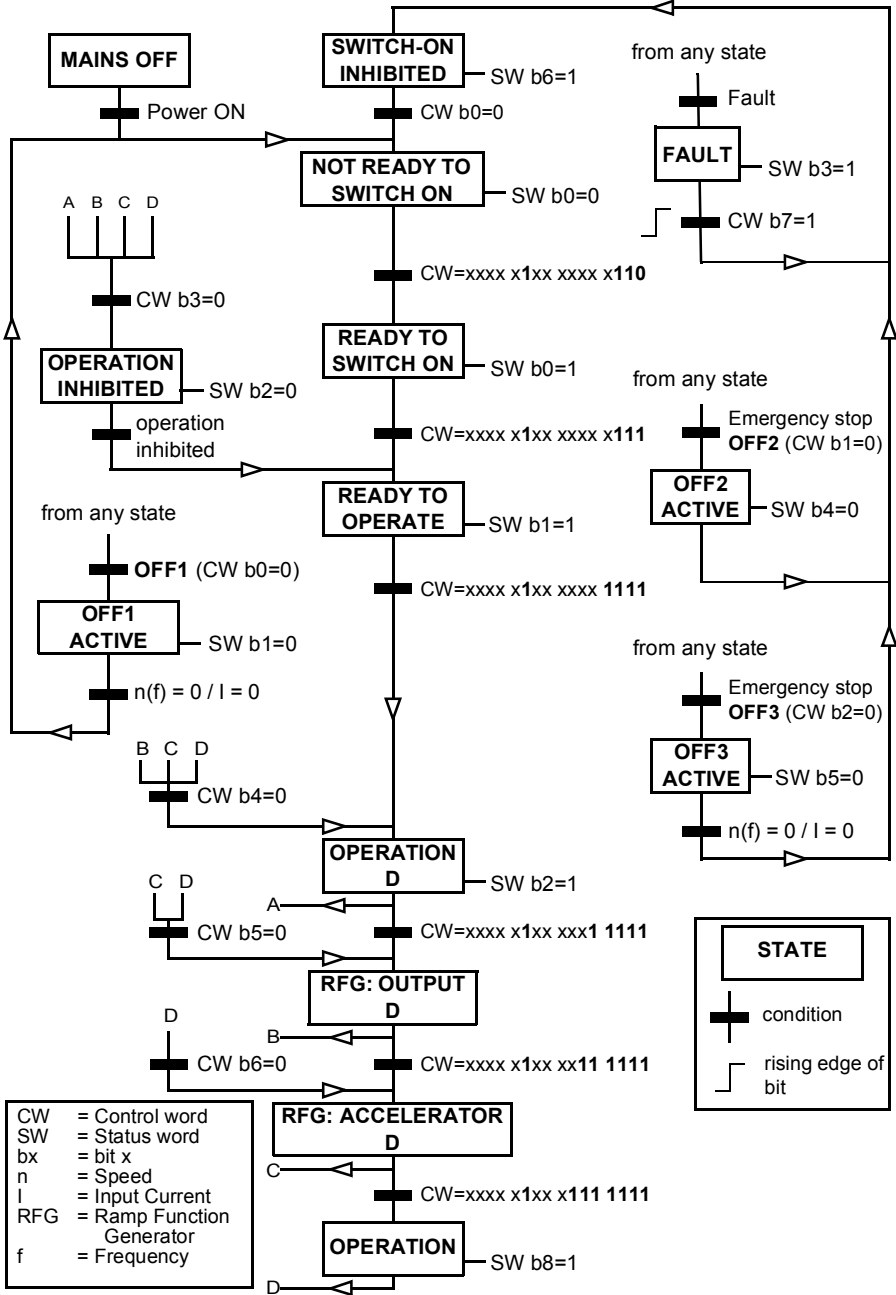 MAINS OFF
Power ON
SWITCH-ON
INHIBITED
SW b6=1
CW b0=0
from any state
Fault
FAULT
SW b3=1
CW b7=1
NOT READY TO
SWITCH ON
SW b0=0
A B C D
CW b3=0
CW=xxxx x1xx xxxx x110
OPERATION
INHIBITED
SW b2=0
operation
inhibited
READY TO
SWITCH ON
SW b0=1
CW=xxxx x1xx xxxx x111
from any state
Emergency stop
OFF2 (CW b1=0)
OFF2
ACTIVE
SW b4=0
READY TO
OPERATE
SW b1=1
from any state
OFF1 (CW b0=0)
OFF1
ACTIVE
SW b1=0
n(f) = 0 / I = 0
CW=xxxx x1xx xxxx 1111
from any state
Emergency stop
OFF3 (CW b2=0)
OFF3
ACTIVE
SW b5=0
n(f) = 0 / I = 0
B C D
CW b4=0
OPERATION
D
SW b2=1
A
C D
CW b5=0
CW=xxxx x1xx xxx1 1111
RFG: OUTPUT
D
B
D
CW b6=0
CW=xxxx x1xx xx11 1111
RFG: ACCELERATOR
D
C
CW=xxxx x1xx x111 1111
OPERATION
SW b8=1
D
STATE
condition
rising edge of
bit
CW = Control word
SW = Status word
bx = bit x
n = Speed
I = Input Current
RFG = Ramp Function
Generator
f = Frequency